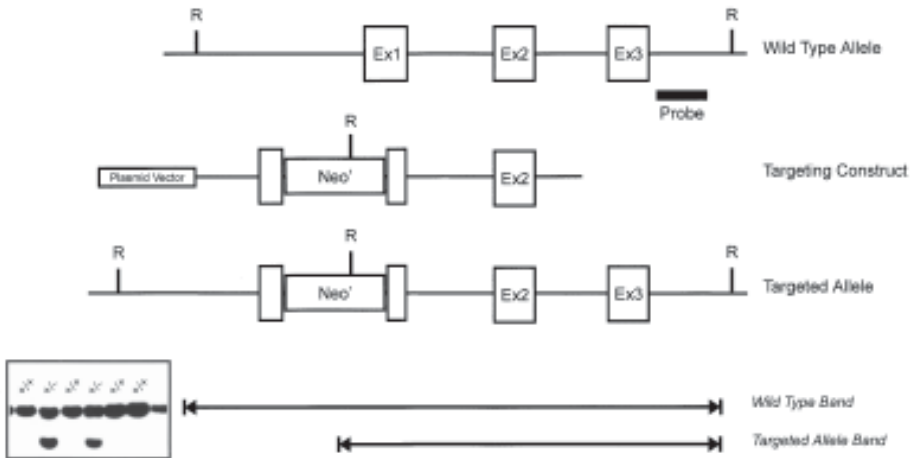 R R
Ex1 Ex2 Ex3 Wild Type Allele
Probe
R
Plasmid Vector Neo' Ex2 Targeting Construct
R R R
Neo' Ex2 Ex3 Targeted Allele
+/+ +/- +/+ +/- +/+ +/+
Wild Type Band
Targeted Allele Band